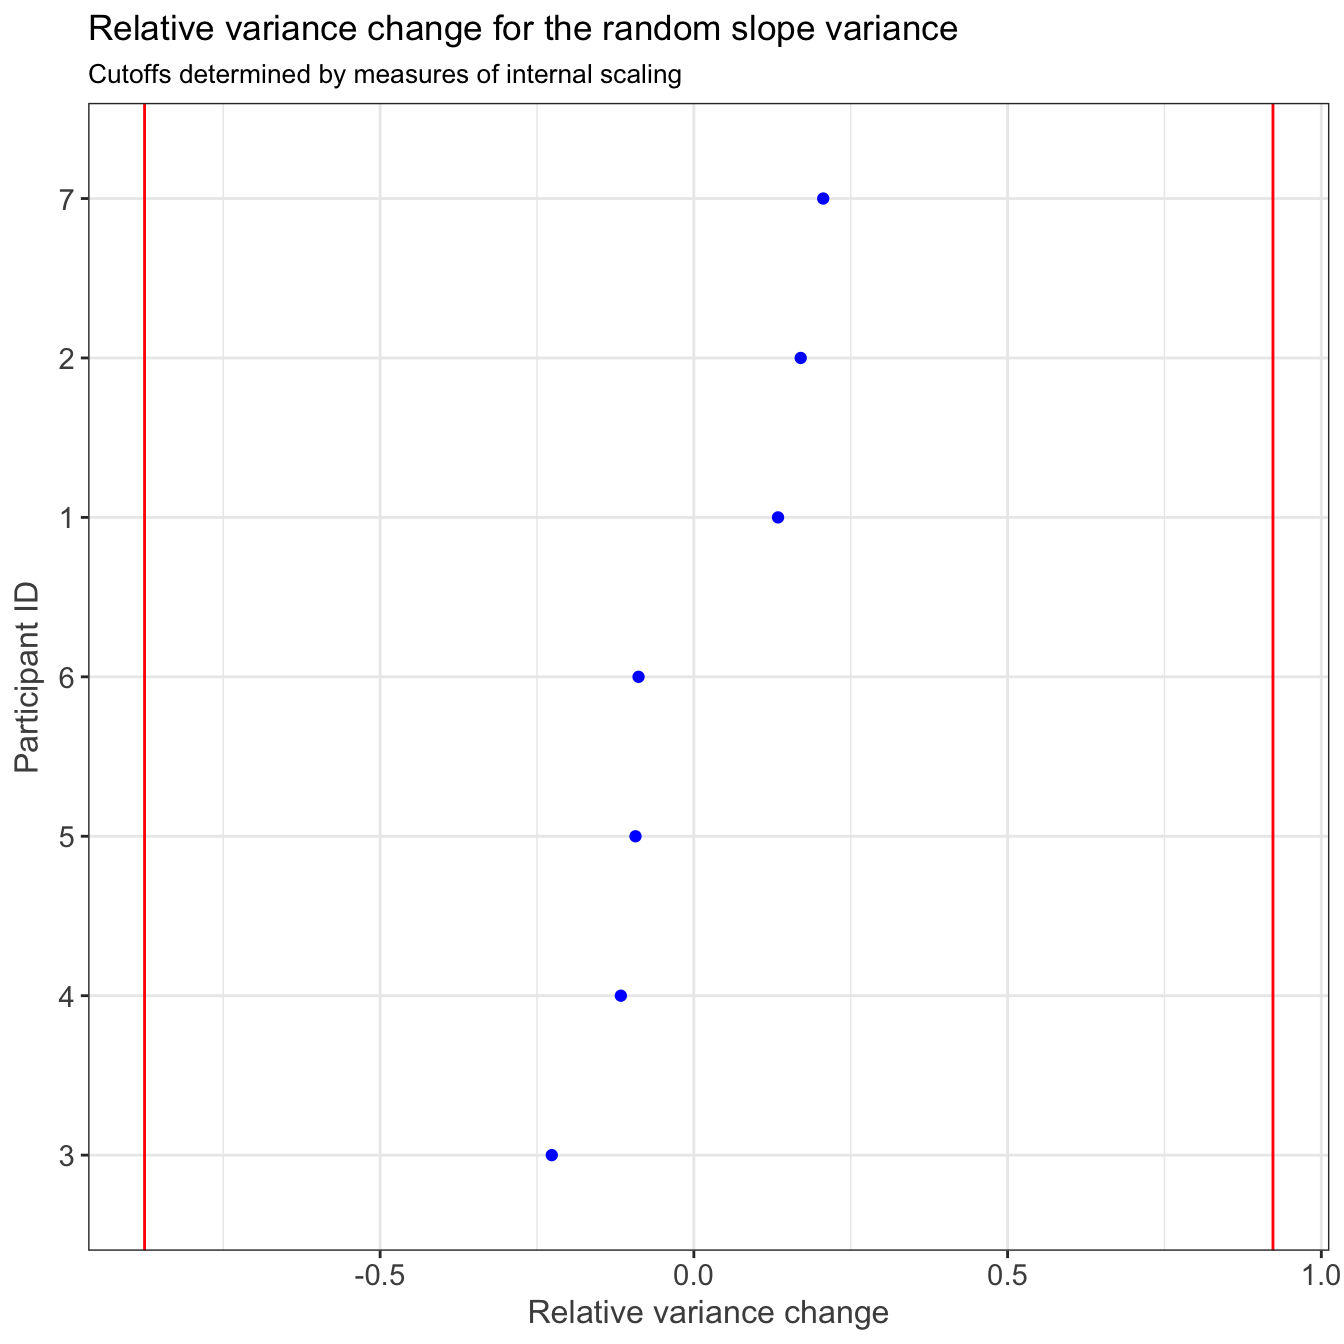 Relative variance change for the random slope variance
Cutoffs determined by measures of internal scaling
7
2
1
6
5
4
3
Participant ID
-0.5
0.0
0.5
1.0
Relative variance change